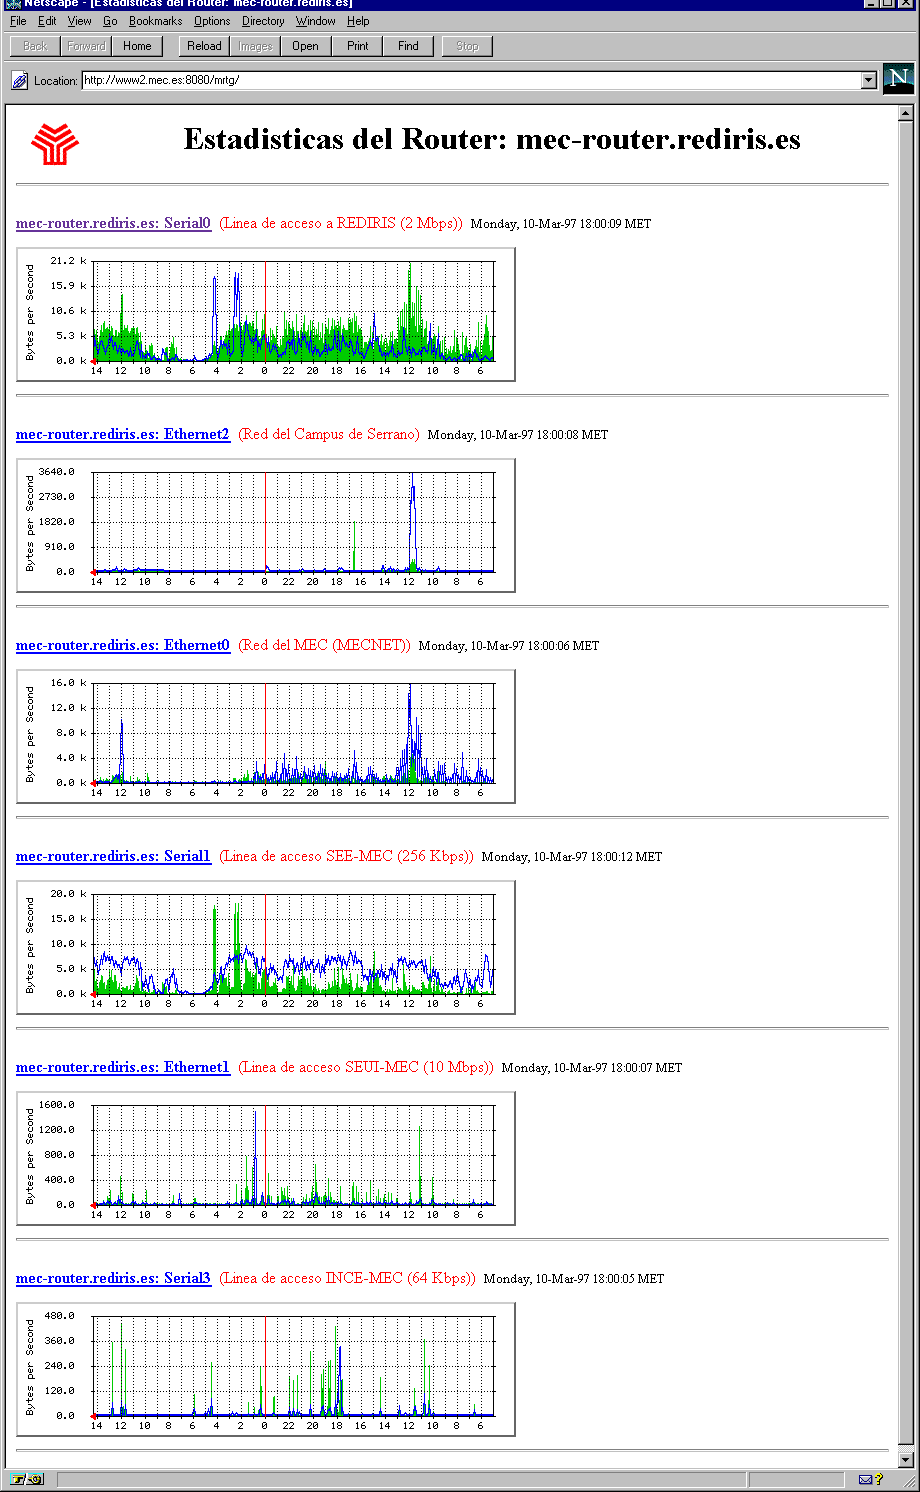 Netscape - [Estadisticas del Router: mec-router.rediris.es]
File Edit View Go Bookmarks Options Directory Window Help
Back Forward Home Reload Images Open Print Find Stop
Location: http://www2.mec.es:8080/mrtg/
N
Estadisticas del Router: mec-router.rediris.es
mec-router.rediris.es: Serial0 (Linea de acceso a REDIRIS (2 Mbps)) Monday, 10-Mar-97 18:00:09 MET
Bytes per Second
21.2 k
15.9 k
10.6 k
5.3 k
0.0 k
14 12 10 8 6 4 2 0 22 20 18 16 14 12 10 8 6
mec-router.rediris.es: Ethernet2 (Red del Campus de Serrano) Monday, 10-Mar-97 18:00:08 MET
Bytes per Second
3640.0
2730.0
1820.0
910.0
0.0
14 12 10 8 6 4 2 0 22 20 18 16 14 12 10 8 6
mec-router.rediris.es: Ethernet0 (Red del MEC (MECNET)) Monday, 10-Mar-97 18:00:06 MET
Bytes per Second
16.0 k
12.0 k
8.0 k
4.0 k
0.0 k
14 12 10 8 6 4 2 0 22 20 18 16 14 12 10 8 6
mec-router.rediris.es: Serial1 (Linea de acceso SEE-MEC (256 Kbps)) Monday, 10-Mar-97 18:00:12 MET
Bytes per Second
20.0 k
15.0 k
10.0 k
5.0 k
0.0 k
14 12 10 8 6 4 2 0 22 20 18 16 14 12 10 8 6
mec-router.rediris.es: Ethernet1 (Linea de acceso SEUI-MEC (10 Mbps)) Monday, 10-Mar-97 18:00:07 MET
Bytes per Second
1600.0
1200.0
800.0
400.0
0.0
14 12 10 8 6 4 2 0 22 20 18 16 14 12 10 8 6
mec-router.rediris.es: Serial3 (Linea de acceso INCE-MEC (64 Kbps)) Monday, 10-Mar-97 18:00:05 MET
Bytes per Second
480.0
360.0
240.0
120.0
0.0
14 12 10 8 6 4 2 0 22 20 18 16 14 12 10 8 6
?